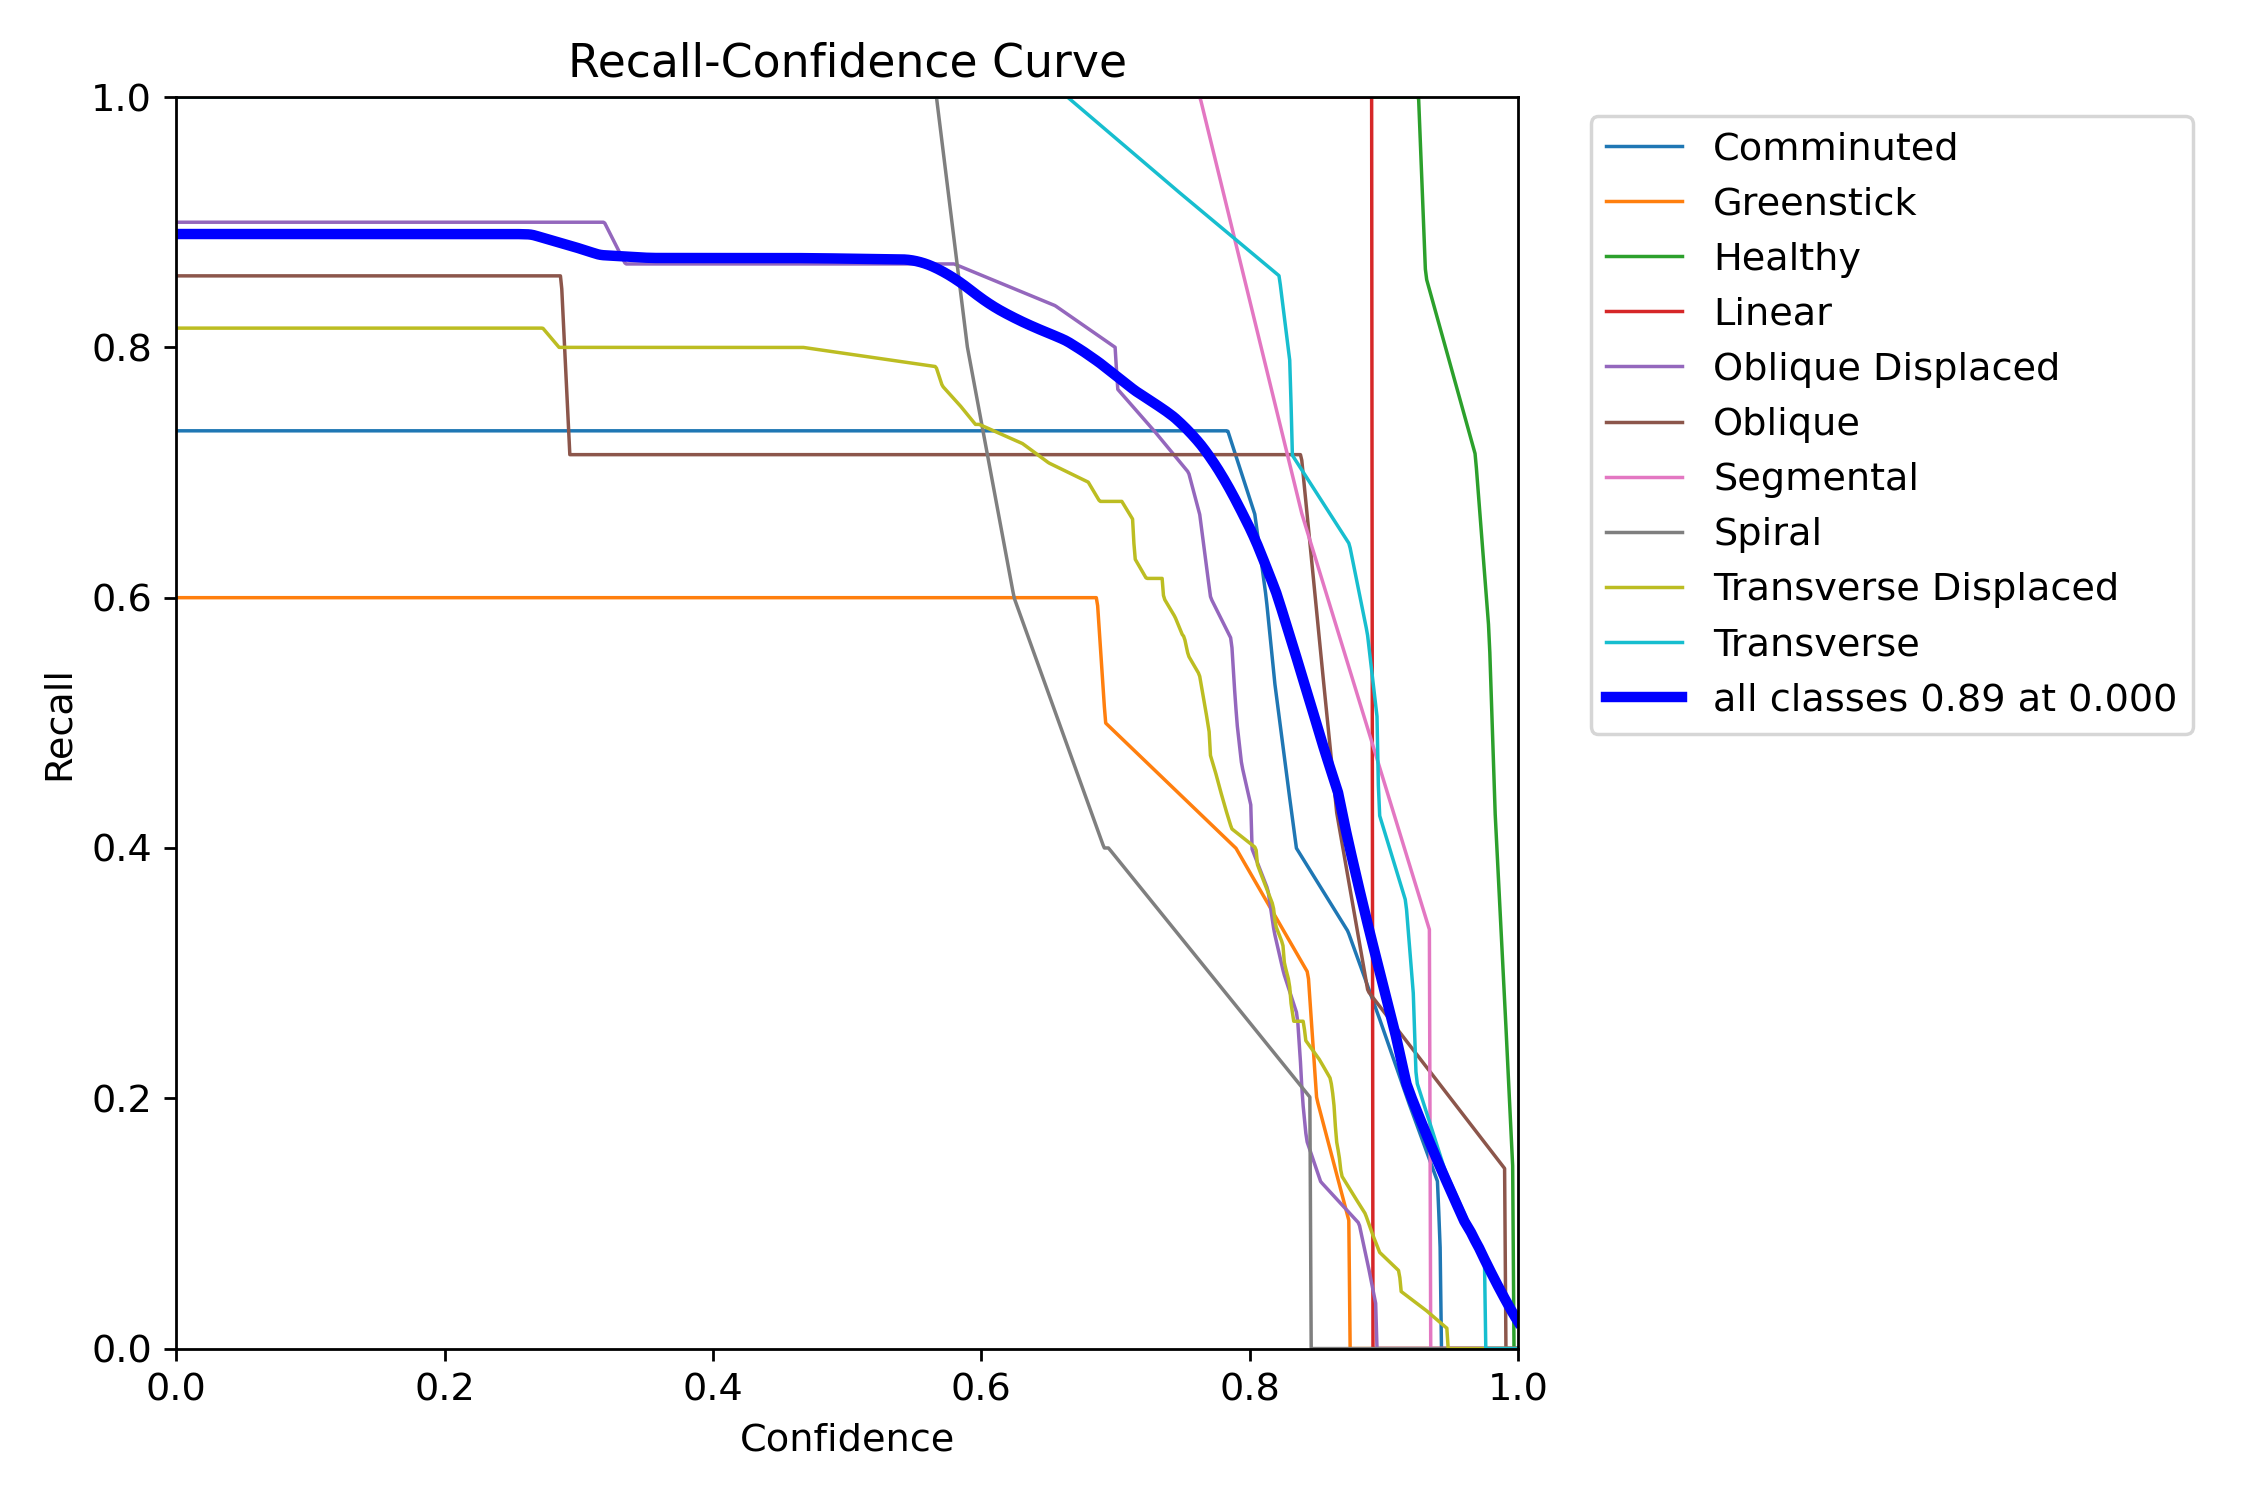 Recall-Confidence Curve
1.0
0.8
0.6
0.4
0.2
0.0
Recall
0.0 0.2 0.4 0.6 0.8 1.0
Confidence
Comminuted
Greenstick
Healthy
Linear
Oblique Displaced
Oblique
Segmental
Spiral
Transverse Displaced
Transverse
all classes 0.89 at 0.000